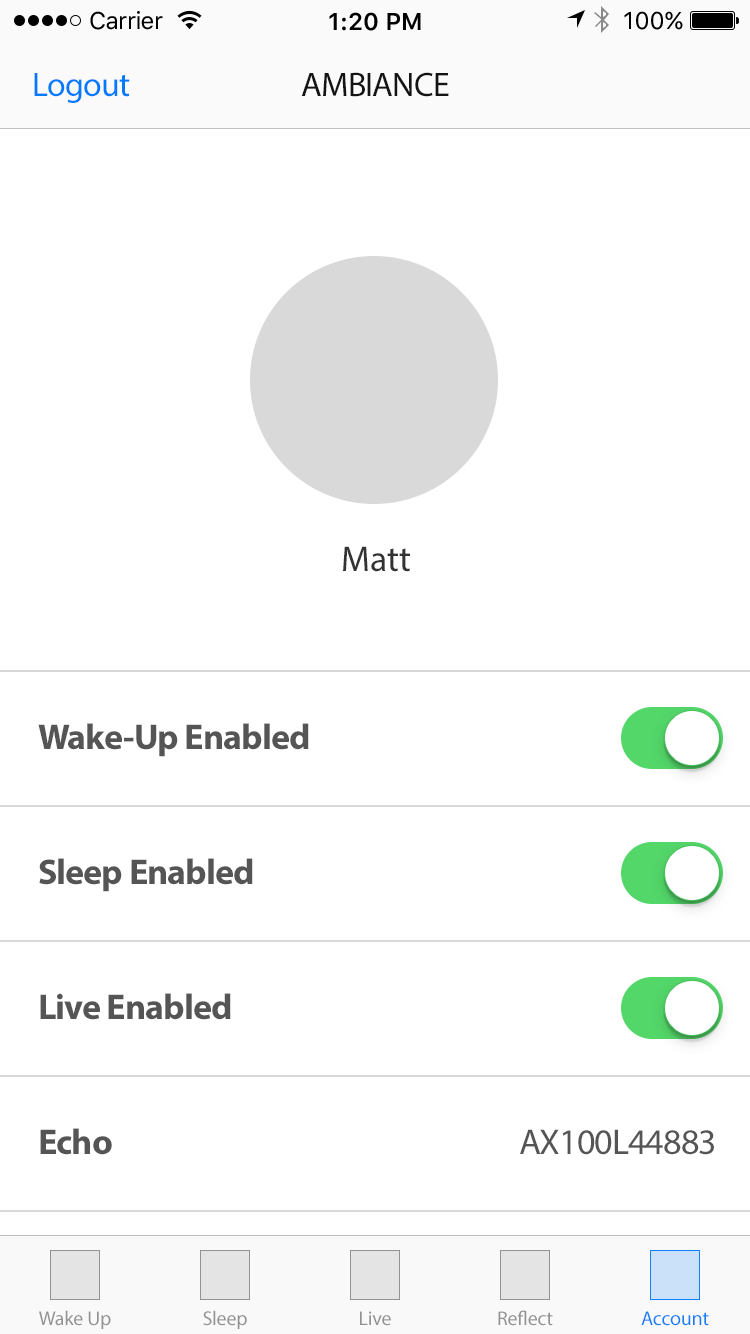 Carrier 1:20 PM 100%
Logout AMBIANCE
Matt
Wake-Up Enabled
Sleep Enabled
Live Enabled
Echo AX100L44883
Wake Up Sleep Live Reflect Account